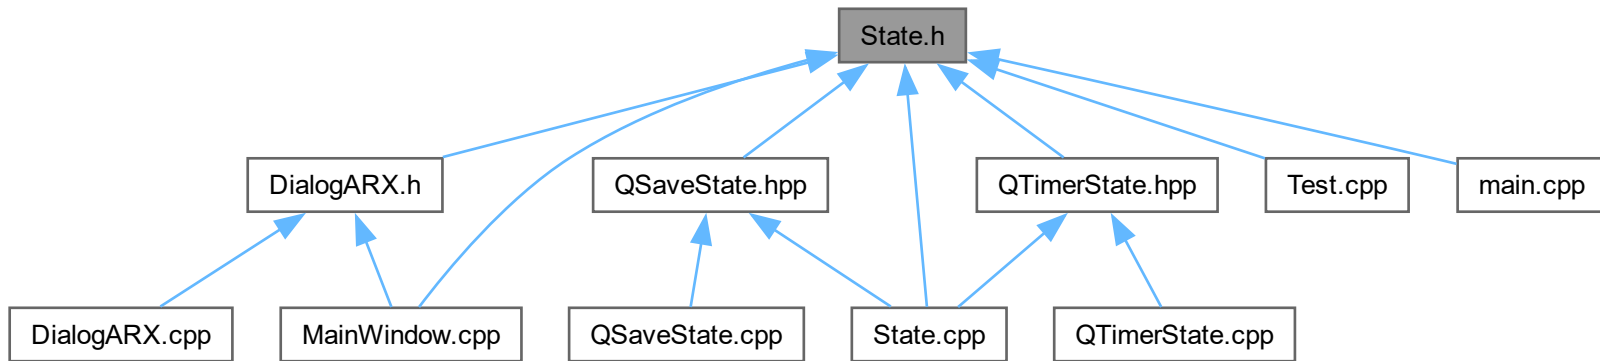 State.h
DialogARX.h
QSaveState.hpp
QTimerState.hpp
Test.cpp
main.cpp
DialogARX.cpp
MainWindow.cpp
QSaveState.cpp
State.cpp
QTimerState.cpp